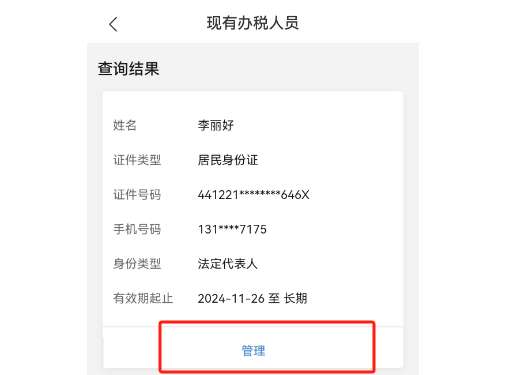 现有办税人员
查询结果
姓名 李丽好
证件类型 居民身份证
证件号码 441221********646X
手机号码 131****7175
身份类型 法定代表人
有效期起止 2024-11-26 至 长期
管理